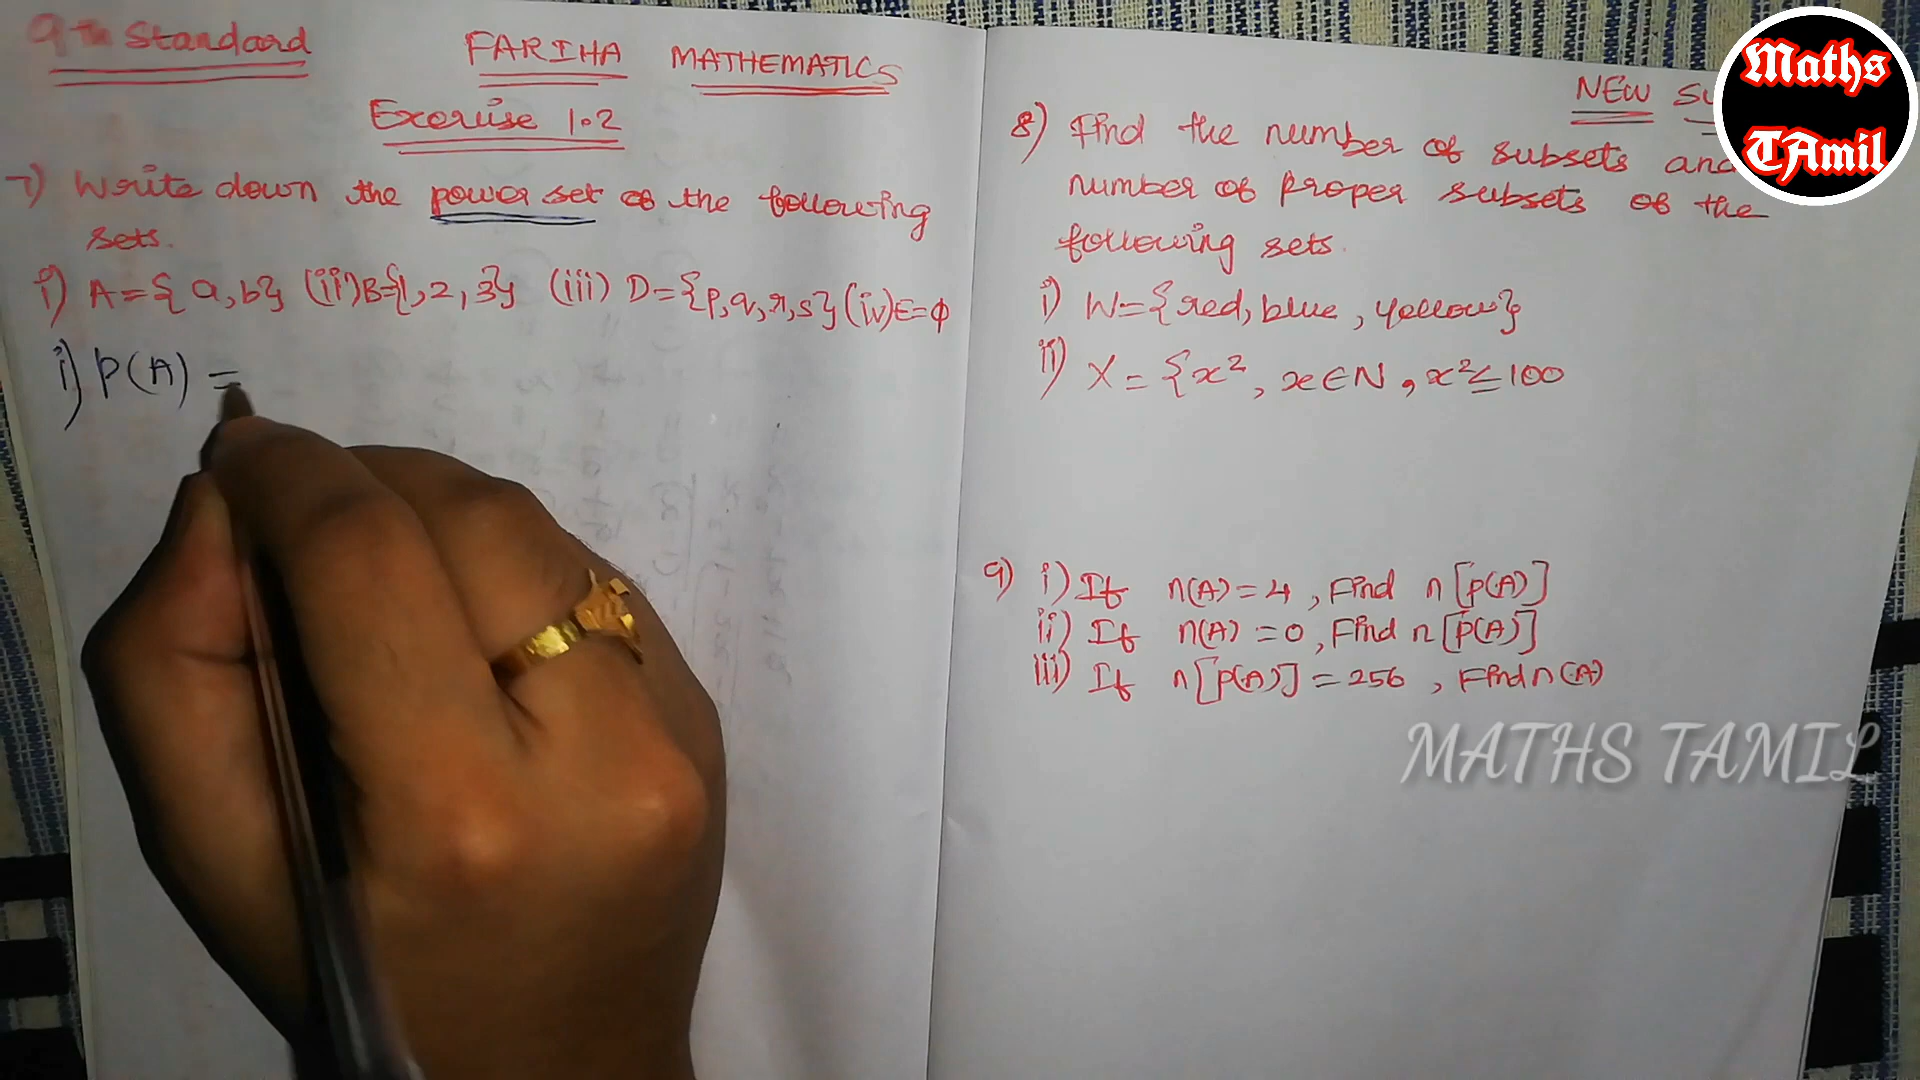 9th Standard
FARIHA MATHEMATICS
Exercise 1.2
7) Write down the power set of the following
sets.
i) A={a,b} (ii)B={1,2,3} (iii) D={p,q,r,s} (iv)E=ϕ
i) P(A) =
NEW
8) Find the number of subsets and
number of proper subsets of the
following sets.
i) W={red, blue, yellow}
ii) X = {x², x∈N, x²≤100
9) i) If n(A)=4, Find n[P(A)]
ii) If n(A) =0, Find n[P(A)]
iii) If n[P(A)] =256, Find n(A)
Maths
TAmil
MATHS TAMIL